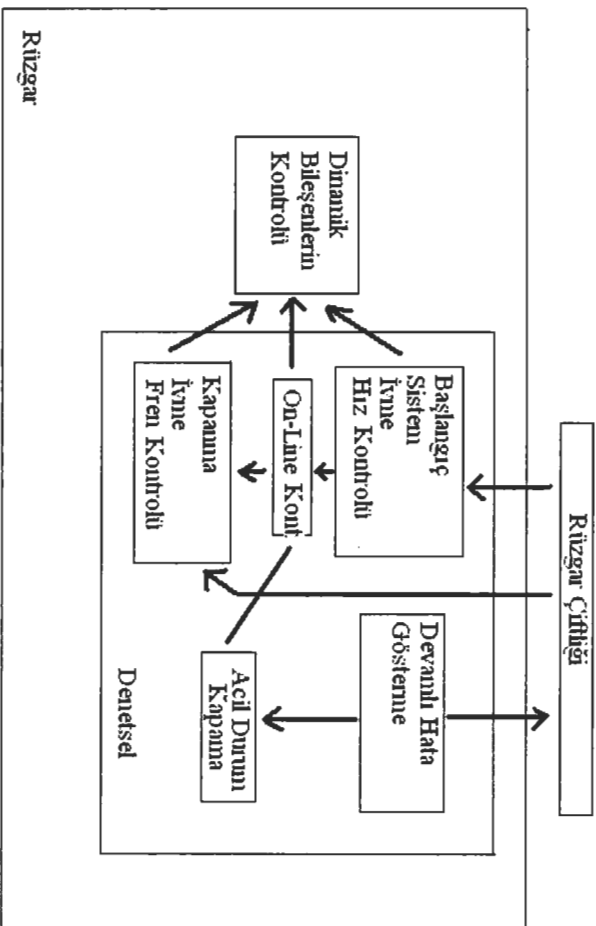 Rüzgar Çiftliği
Başlangıç
Sistem
İvme
Hız Kontrolü
Devamlı Hata
Gösterme
On-Line Kont
Acil Durum
Kapama
Kapanma
İvme
Fren Kontrolü
Denetsel
Dinamik
Bileşenlerin
Kontrolü
Rüzgar